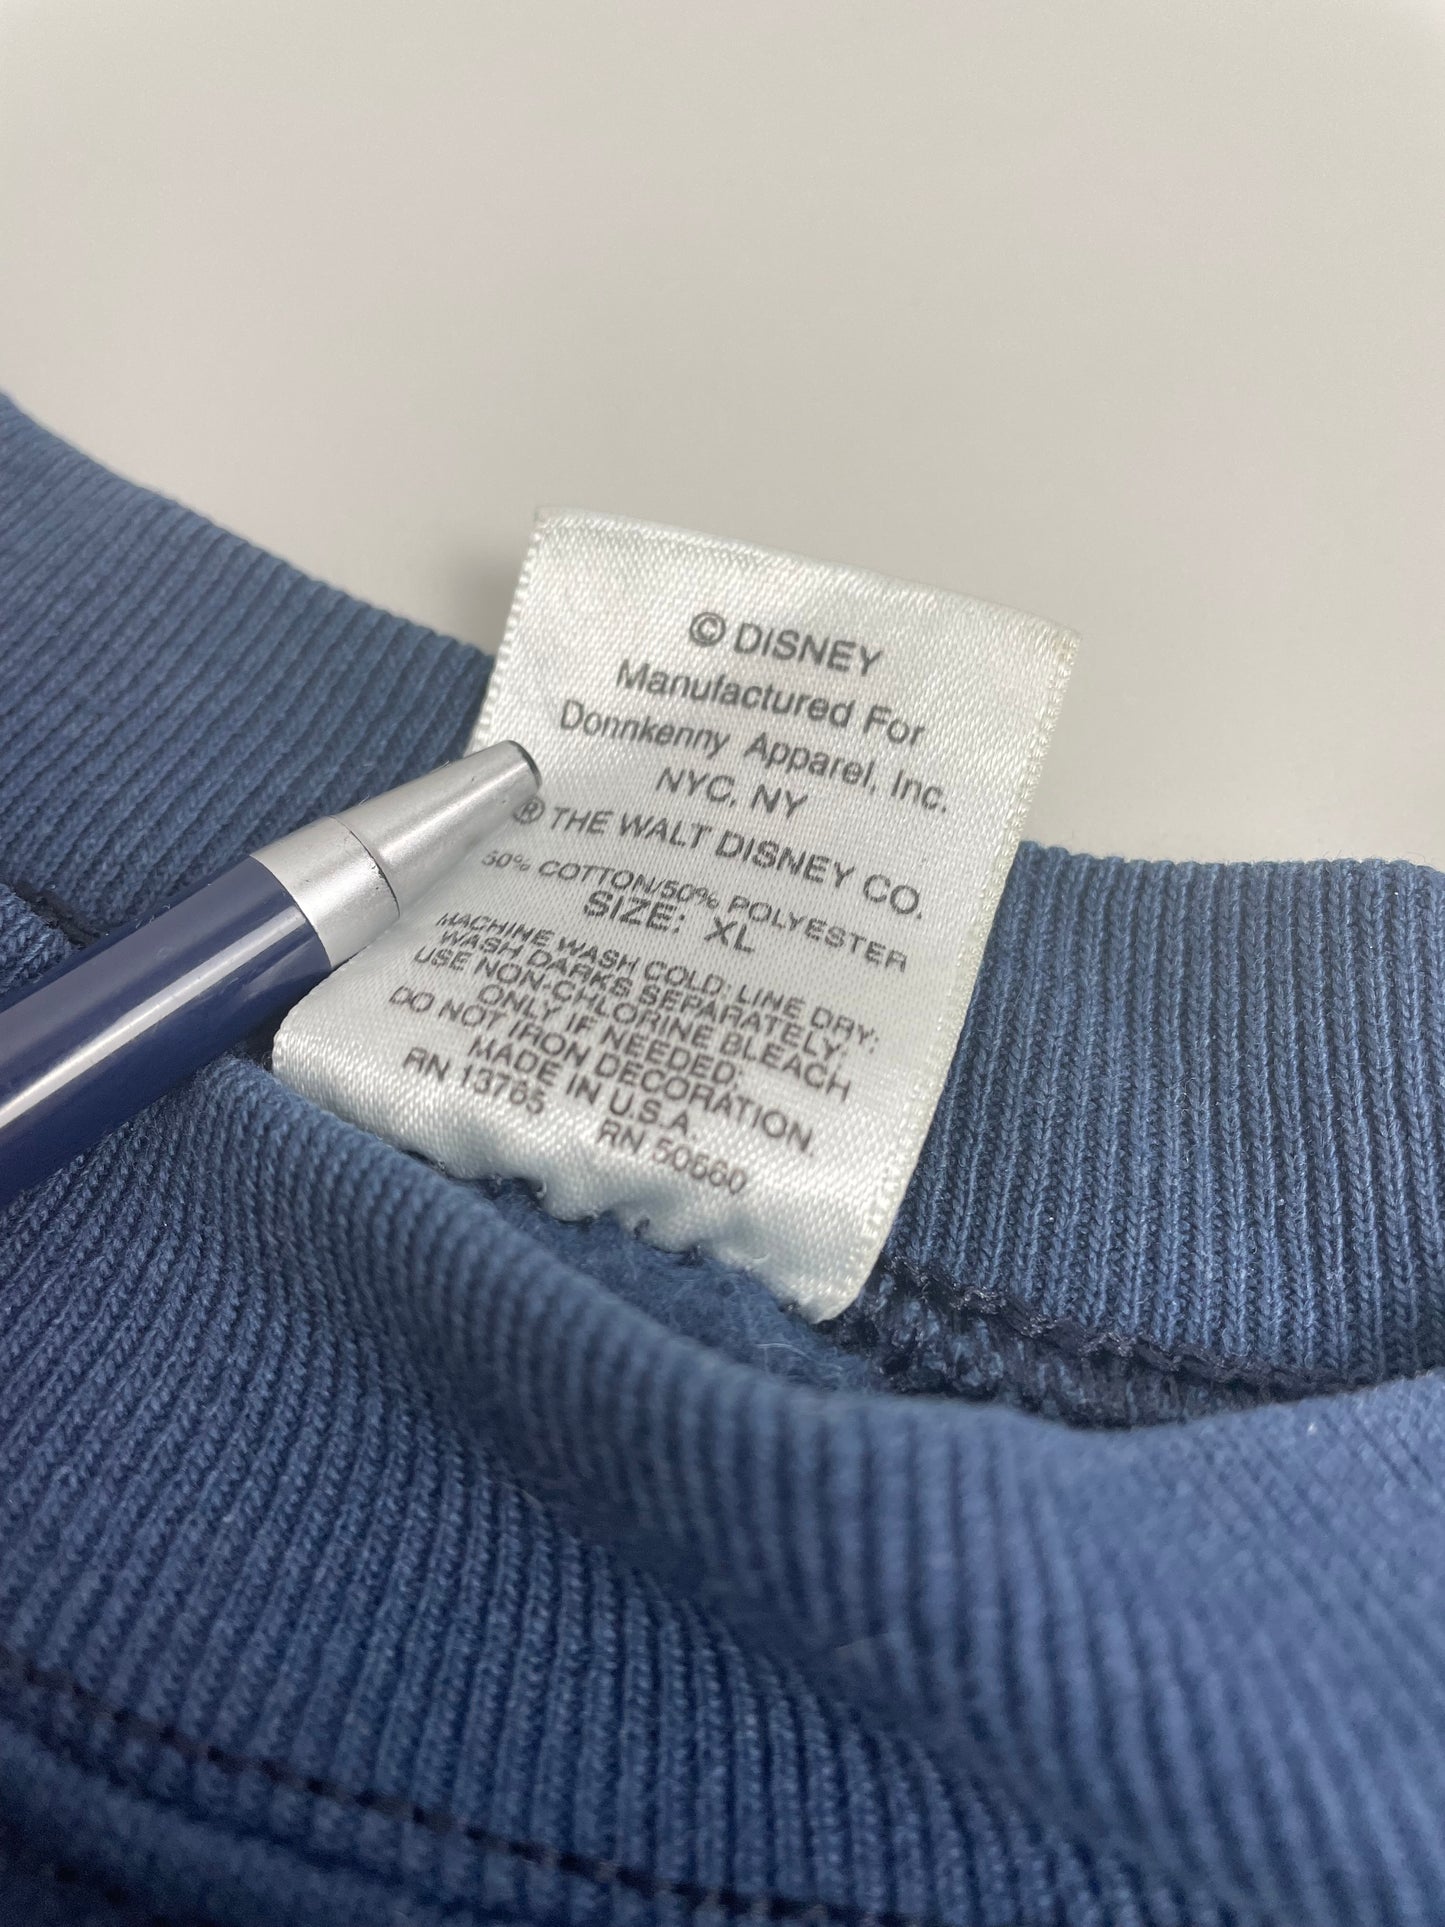 © DISNEY
Manufactured For
Donnkenny Apparel, Inc.
NYC, NY
® THE WALT DISNEY CO.
50% COTTON/50% POLYESTER
SIZE: XL
MACHINE WASH COLD; LINE DRY;
WASH DARKS SEPARATELY;
USE NON-CHLORINE BLEACH
ONLY IF NEEDED.
DO NOT IRON DECORATION.
MADE IN U.S.A.
RN 13765 RN 50560